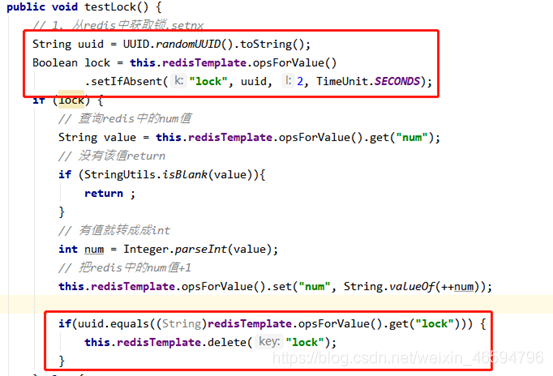 public void testLock() {
// 1. 从redis中获取锁,setnx
String uuid = UUID.randomUUID().toString();
Boolean lock = this.redisTemplate.opsForValue()
.setIfAbsent( k: "lock", uuid, l: 2, TimeUnit.SECONDS);
if (lock) {
// 查询redis中的num值
String value = this.redisTemplate.opsForValue().get("num");
// 没有该值return
if (StringUtils.isBlank(value)){
return ;
}
// 有值就转成成int
int num = Integer.parseInt(value);
// 把redis中的num值+1
this.redisTemplate.opsForValue().set("num", String.valueOf(++num));
if(uuid.equals((String)redisTemplate.opsForValue().get("lock"))) {
this.redisTemplate.delete( key: "lock");
}
https://blog.csdn.net/weixin_46594796